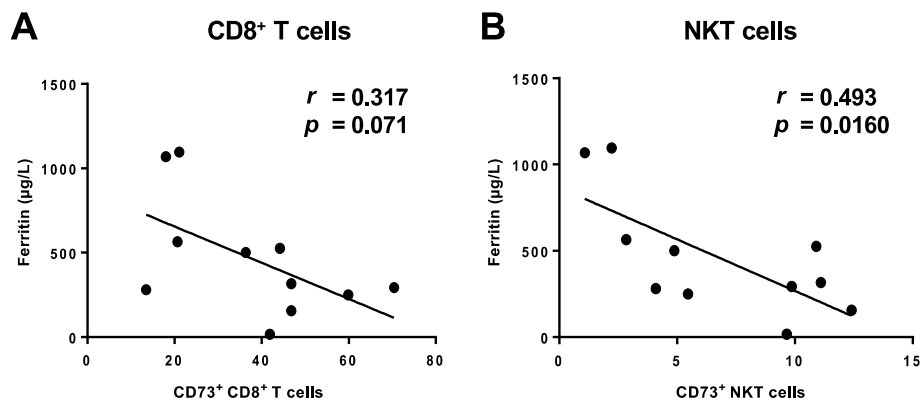 A
CD8⁺ T cells
r = 0.317
p = 0.071
1500
1000
500
0
Ferritin (µg/L)
0 20 40 60 80
CD73⁺ CD8⁺ T cells
B
NKT cells
r = 0.493
p = 0.0160
1500
1000
500
0
Ferritin (µg/L)
0 5 10 15
CD73⁺ NKT cells